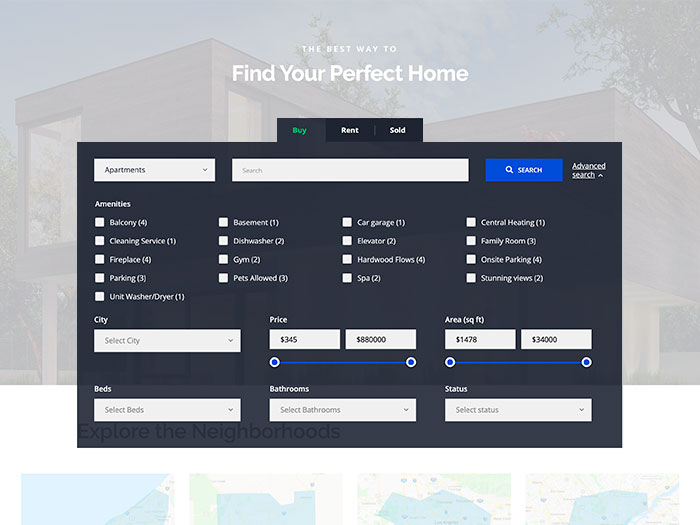 THE BEST WAY TO
Find Your Perfect Home
Buy Rent Sold
Apartments Search SEARCH Advanced
search
Amenities
Balcony (4) Basement (1) Car garage (1) Central Heating (1)
Cleaning Service (1) Dishwasher (2) Elevator (2) Family Room (3)
Fireplace (4) Gym (2) Hardwood Flows (4) Onsite Parking (4)
Parking (3) Pets Allowed (3) Spa (2) Stunning views (2)
Unit Washer/Dryer (1)
City Price Area (sq ft)
Select City $345 $880000 $1478 $34000
Beds Bathrooms Status
Select Beds Select Bathrooms Select status
Explore the Neighborhoods